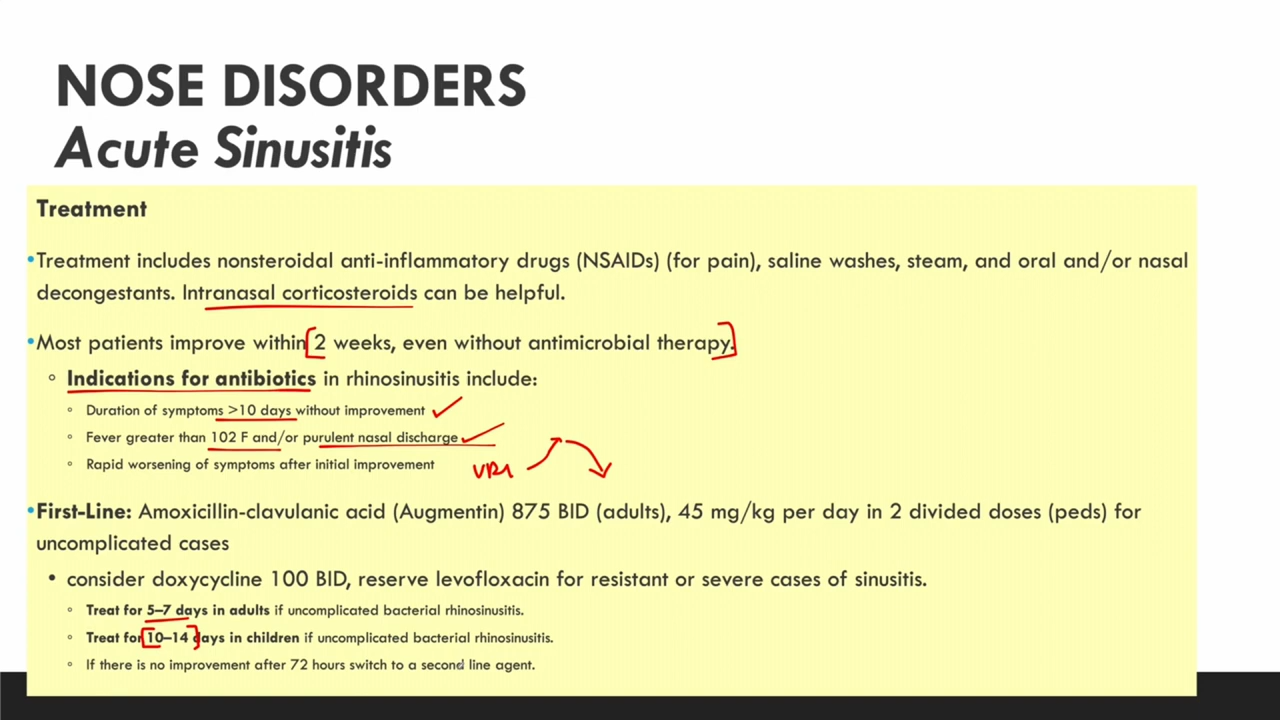 NOSE DISORDERS
Acute Sinusitis
Treatment
•Treatment includes nonsteroidal anti-inflammatory drugs (NSAIDs) (for pain), saline washes, steam, and oral and/or nasal
decongestants. Intranasal corticosteroids can be helpful.
•Most patients improve within 2 weeks, even without antimicrobial therapy.
◦ Indications for antibiotics in rhinosinusitis include:
◦ Duration of symptoms >10 days without improvement
◦ Fever greater than 102 F and/or purulent nasal discharge
◦ Rapid worsening of symptoms after initial improvement
•First-Line: Amoxicillin-clavulanic acid (Augmentin) 875 BID (adults), 45 mg/kg per day in 2 divided doses (peds) for
uncomplicated cases
• consider doxycycline 100 BID, reserve levofloxacin for resistant or severe cases of sinusitis.
◦ Treat for 5–7 days in adults if uncomplicated bacterial rhinosinusitis.
◦ Treat for 10–14 days in children if uncomplicated bacterial rhinosinusitis.
◦ If there is no improvement after 72 hours switch to a second line agent.